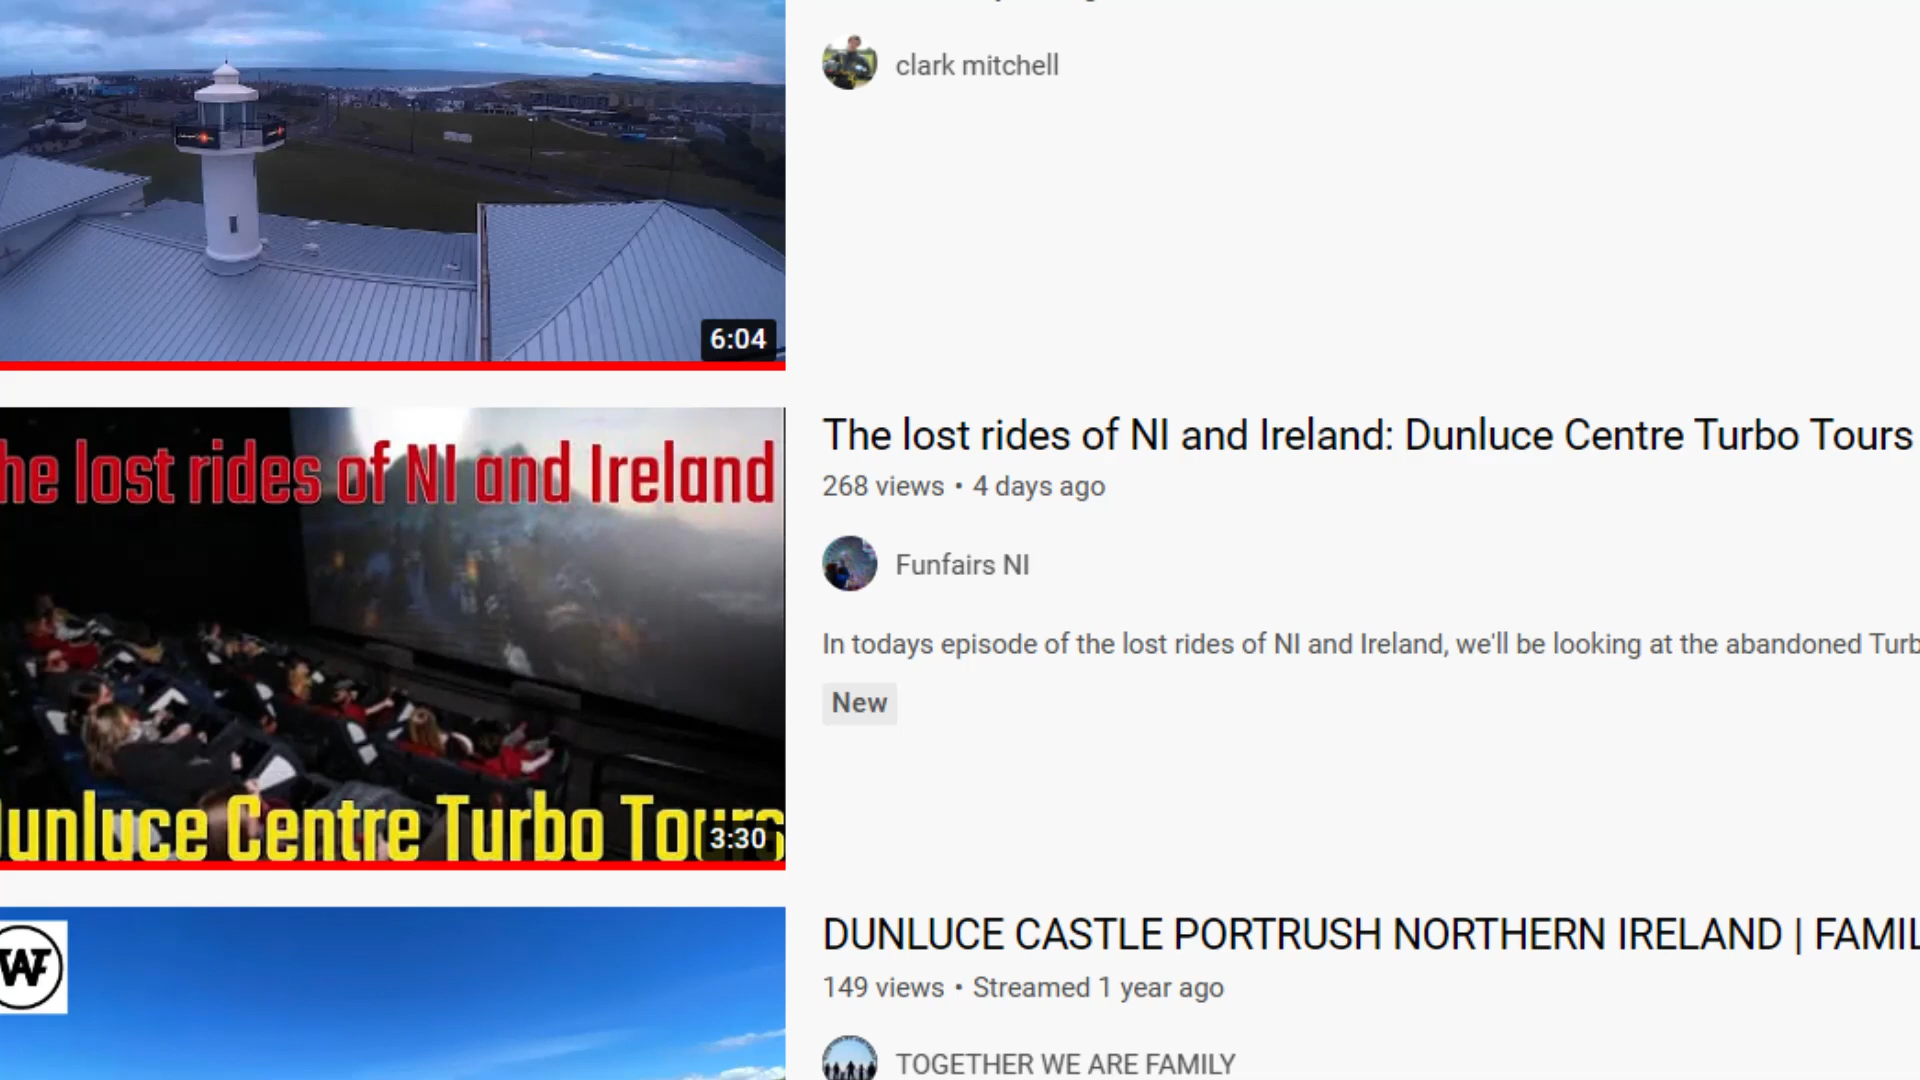 clark mitchell
6:04
he lost rides of NI and Ireland
Dunluce Centre Turbo Tours
3:30
The lost rides of NI and Ireland: Dunluce Centre Turbo Tours
268 views • 4 days ago
Funfairs NI
In todays episode of the lost rides of NI and Ireland, we'll be looking at the abandoned Turb
New
DUNLUCE CASTLE PORTRUSH NORTHERN IRELAND | FAMIL
149 views • Streamed 1 year ago
TOGETHER WE ARE FAMILY